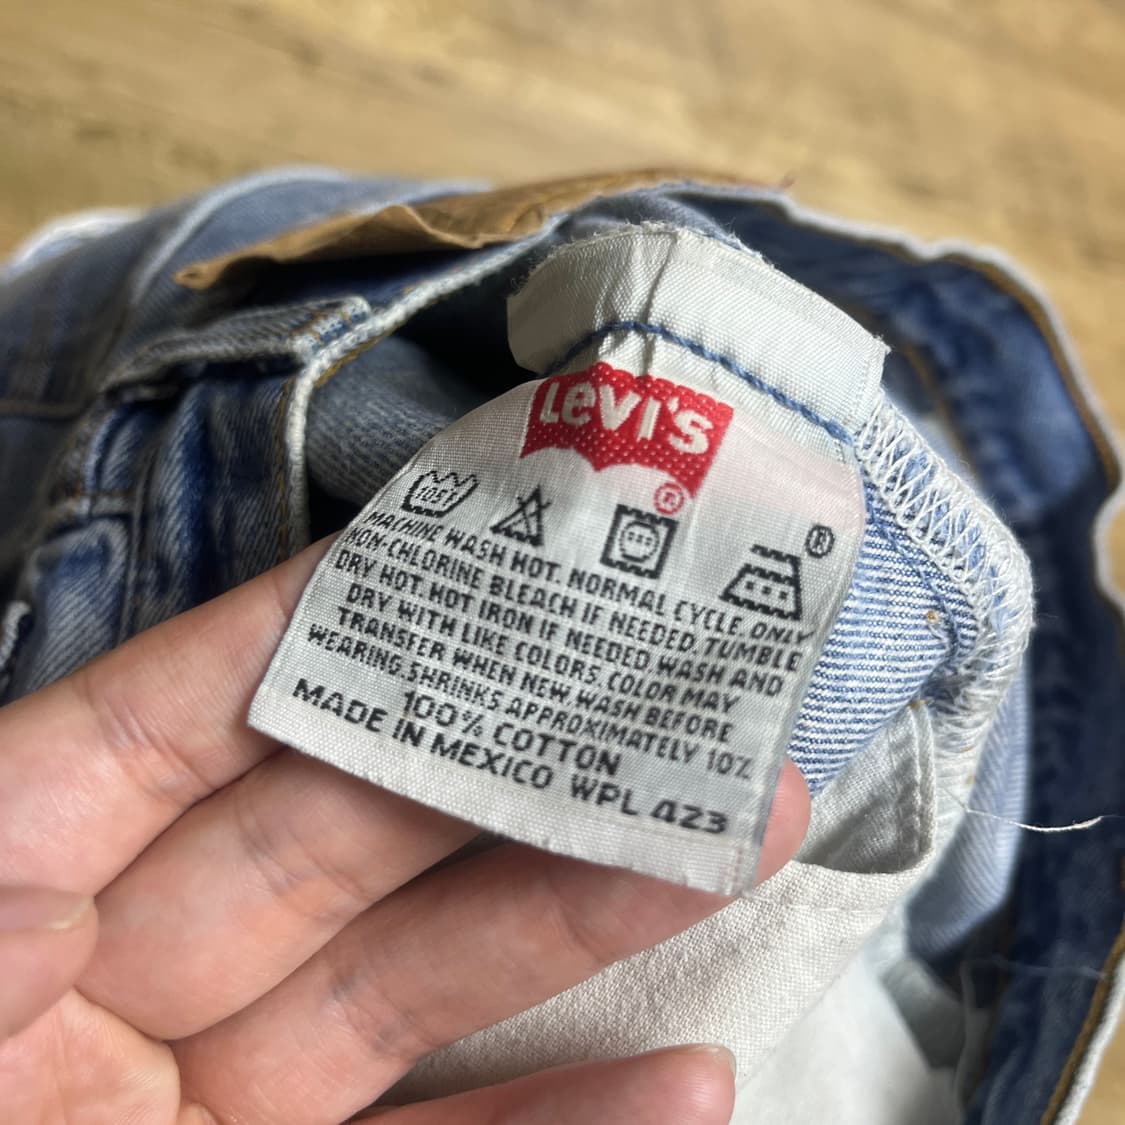 LEVI'S
®
105F
®
MACHINE WASH HOT. NORMAL CYCLE. ONLY
NON-CHLORINE BLEACH IF NEEDED. TUMBLE
DRY HOT. HOT IRON IF NEEDED. WASH AND
DRY WITH LIKE COLORS. COLOR MAY
TRANSFER WHEN NEW. WASH BEFORE
WEARING. SHRINKS APPROXIMATELY 10%
100% COTTON
MADE IN MEXICO WPL 423